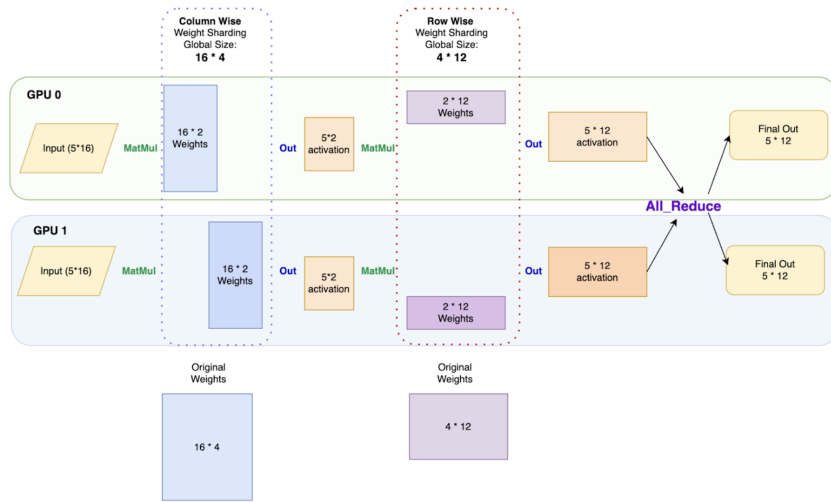 Column Wise
Weight Sharding
Global Size:
16 * 4
Row Wise
Weight Sharding
Global Size:
4 * 12
GPU 0
Input (5*16)
MatMul
16 * 2
Weights
Out
5*2
activation
MatMul
2 * 12
Weights
Out
5 * 12
activation
Final Out
5 * 12
All_Reduce
GPU 1
Input (5*16)
MatMul
16 * 2
Weights
Out
5*2
activation
MatMul
2 * 12
Weights
Out
5 * 12
activation
Final Out
5 * 12
Original
Weights
16 * 4
Original
Weights
4 * 12